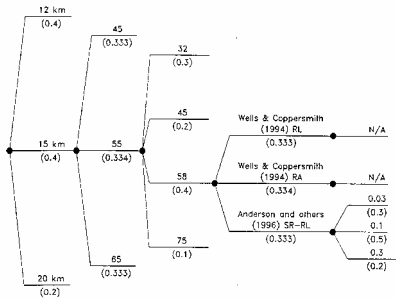 12 km
(0.4)
15 km
(0.4)
20 km
(0.2)
45
(0.333)
55
(0.334)
65
(0.333)
32
(0.3)
45
(0.2)
58
(0.4)
75
(0.1)
Wells & Coppersmith
(1994) RL
(0.333)
Wells & Coppersmith
(1994) RA
(0.334)
Anderson and others
(1996) SR-RL
(0.333)
N/A
N/A
0.03
(0.3)
0.1
(0.5)
0.3
(0.2)